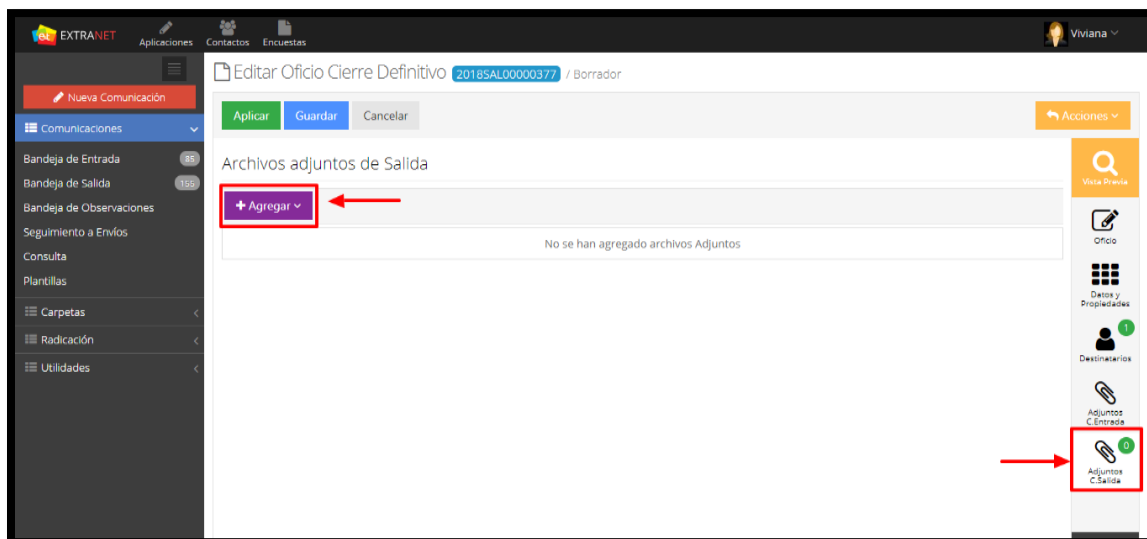 EXTRANET
Aplicaciones
Contactos
Encuestas
Viviana
Nueva Comunicación
Comunicaciones
Bandeja de Entrada 85
Bandeja de Salida 155
Bandeja de Observaciones
Seguimiento a Envíos
Consulta
Plantillas
Carpetas
Radicación
Utilidades
Editar Oficio Cierre Definitivo 2018SAL00000377 / Borrador
Aplicar Guardar Cancelar
Acciones
Archivos adjuntos de Salida
+ Agregar
No se han agregado archivos Adjuntos
Vista Previa
Oficio
Datos y
Propiedades
1
Destinatarios
Adjuntos
C.Entrada
0
Adjuntos
C.Salida